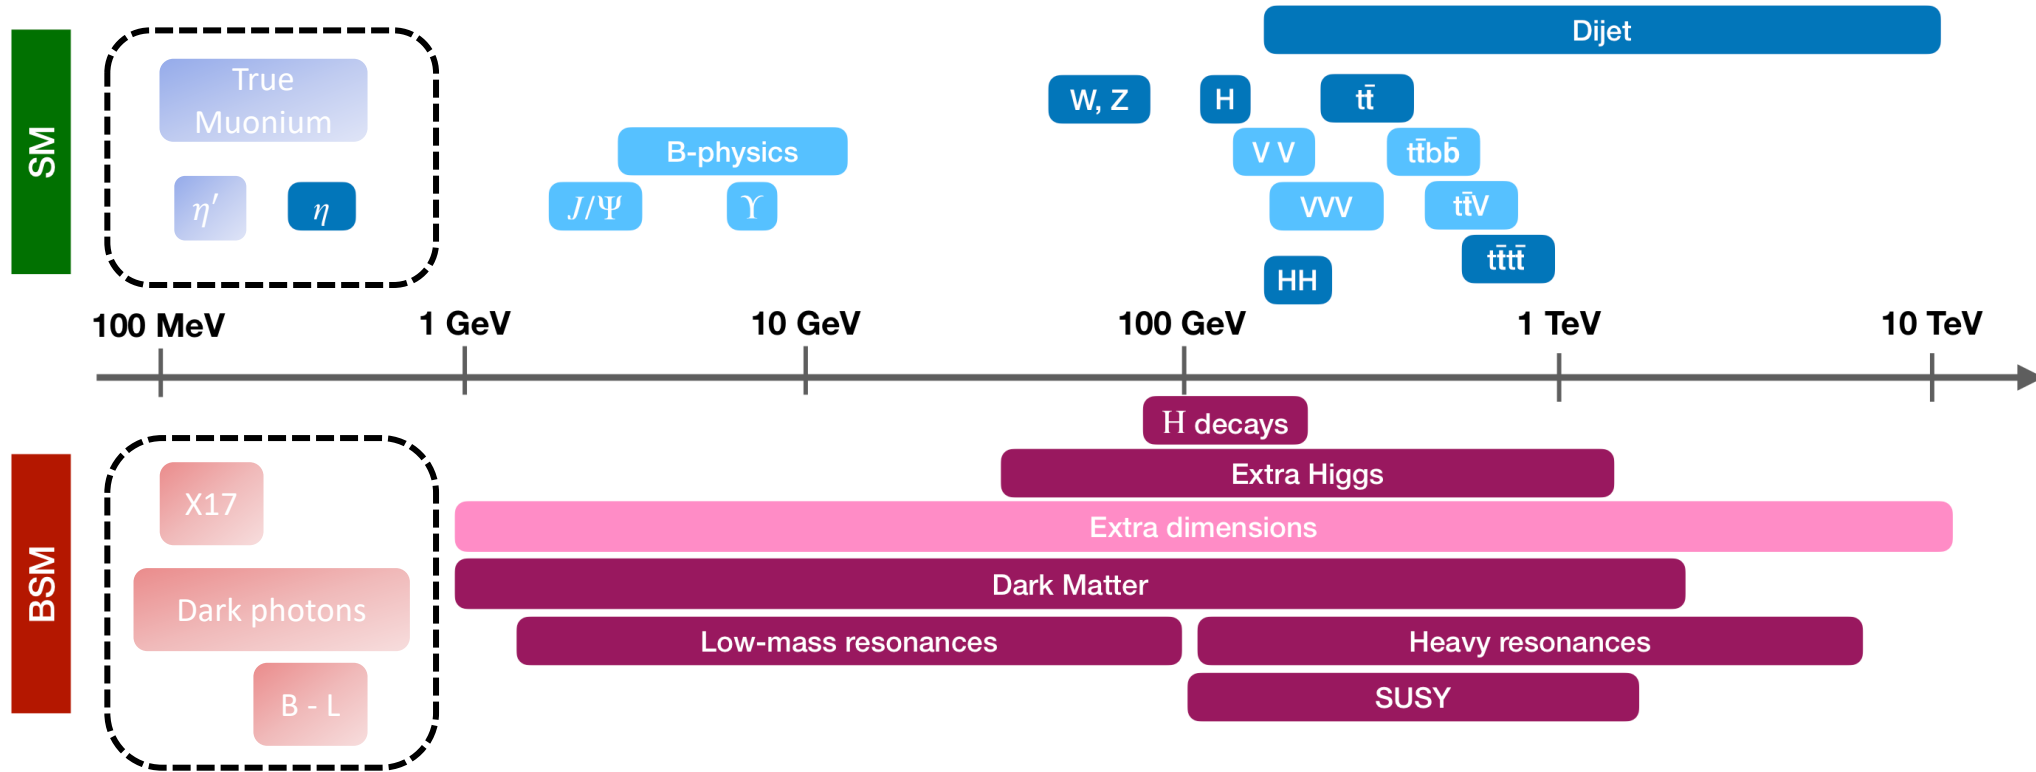 SM
True
Muonium
η′
η
B-physics
J/Ψ
ϒ
Dijet
W, Z
H
tt̄
V V
tt̄bb̄
VVV
tt̄V
tt̄tt̄
HH
100 MeV
1 GeV
10 GeV
100 GeV
1 TeV
10 TeV
BSM
X17
Dark photons
B - L
H decays
Extra Higgs
Extra dimensions
Dark Matter
Low-mass resonances
Heavy resonances
SUSY